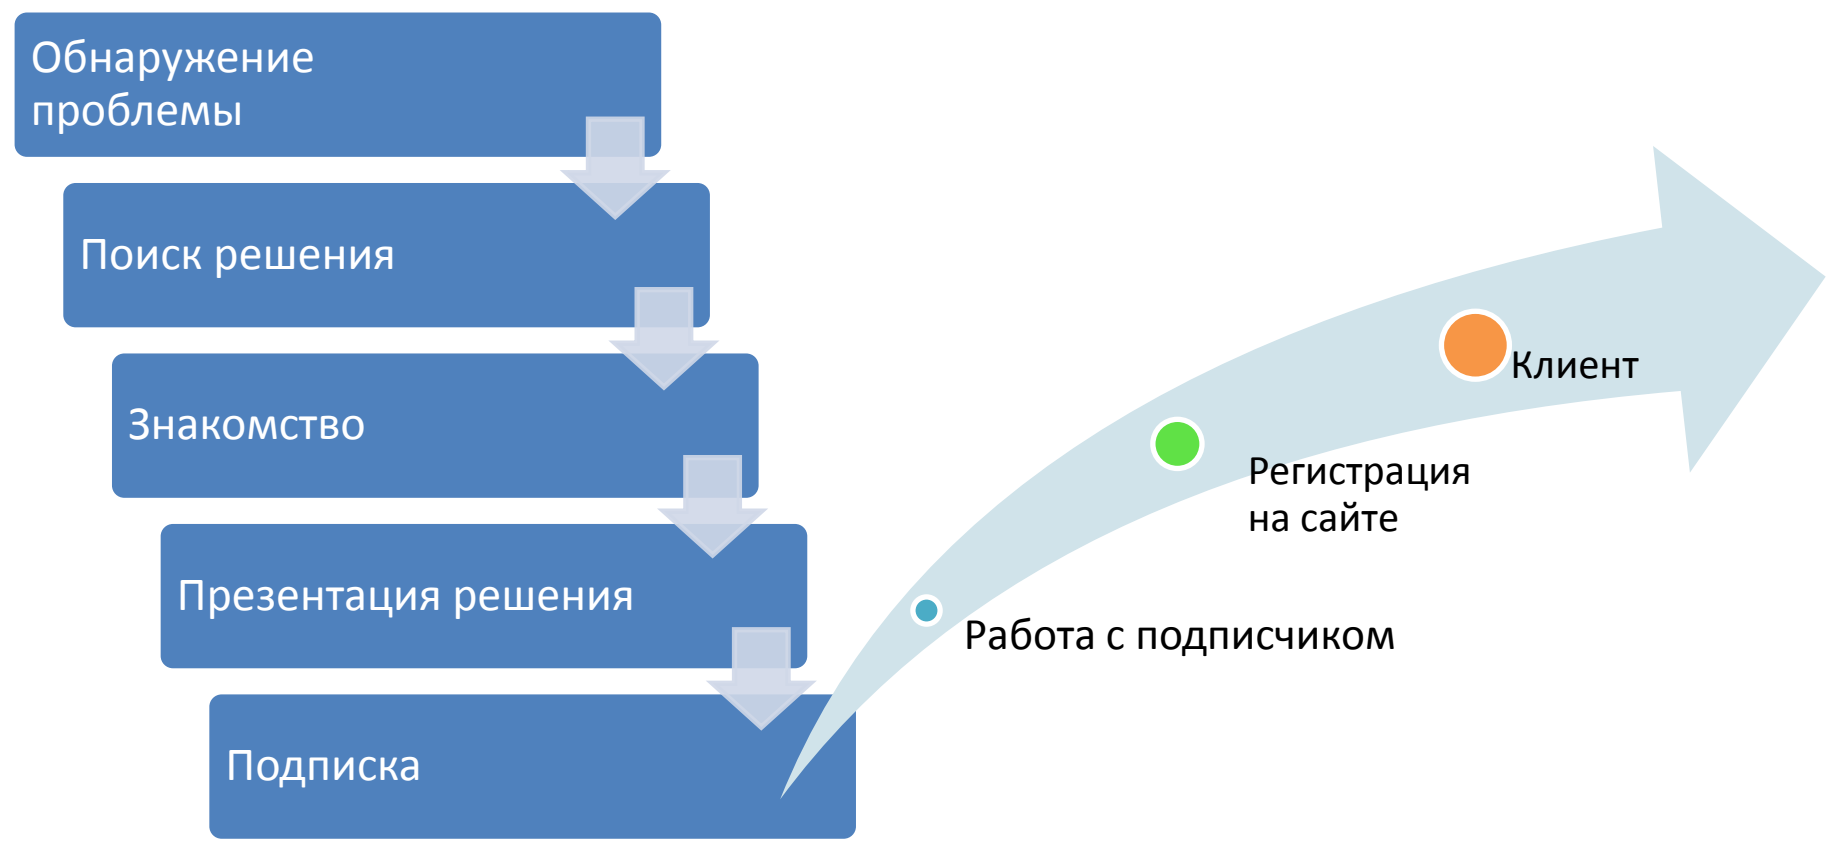 Обнаружение
проблемы
Поиск решения
Знакомство
Презентация решения
Подписка
Работа с подписчиком
Регистрация
на сайте
Клиент